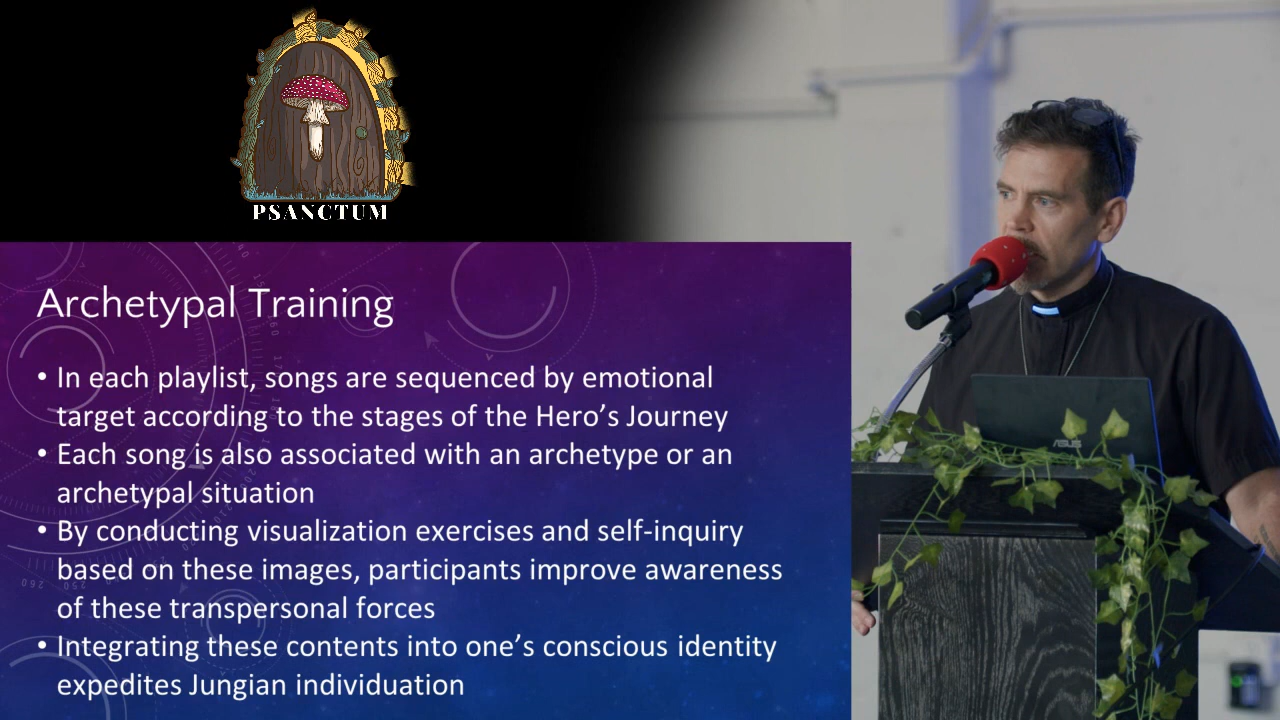 PSANCTUM
Archetypal Training
• In each playlist, songs are sequenced by emotional
target according to the stages of the Hero’s Journey
• Each song is also associated with an archetype or an
archetypal situation
• By conducting visualization exercises and self-inquiry
based on these images, participants improve awareness
of these transpersonal forces
• Integrating these contents into one’s conscious identity
expedites Jungian individuation
ASUS
260
250
260